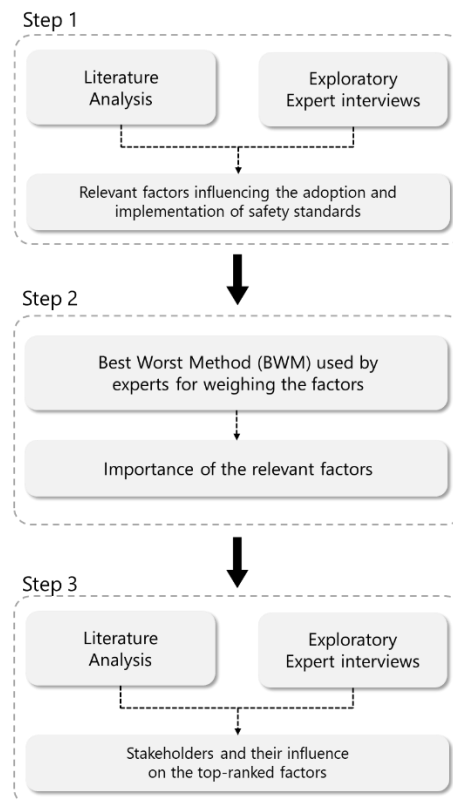 Step 1
Literature
Analysis
Exploratory
Expert interviews
Relevant factors influencing the adoption and
implementation of safety standards
Step 2
Best Worst Method (BWM) used by
experts for weighing the factors
Importance of the relevant factors
Step 3
Literature
Analysis
Exploratory
Expert interviews
Stakeholders and their influence
on the top-ranked factors